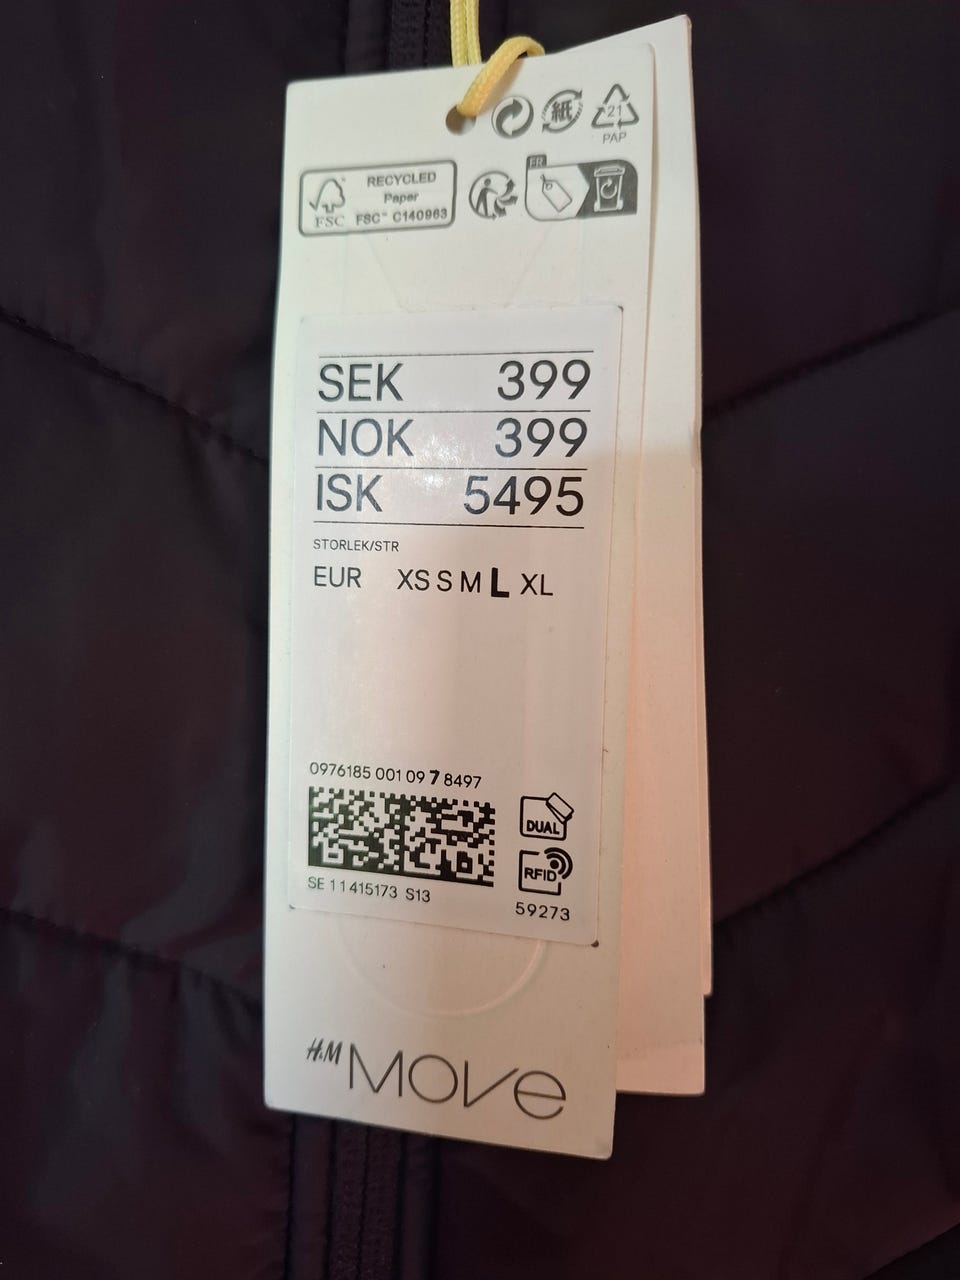 紙
21
PAP
FR
RECYCLED
Paper
FSC™ C140963
FSC
SEK 399
NOK 399
ISK 5495
STORLEK/STR
EUR XS S M L XL
0976185 001 09 7 8497
DUAL
RFID
SE 11415173 S13
59273
H&M MOVE